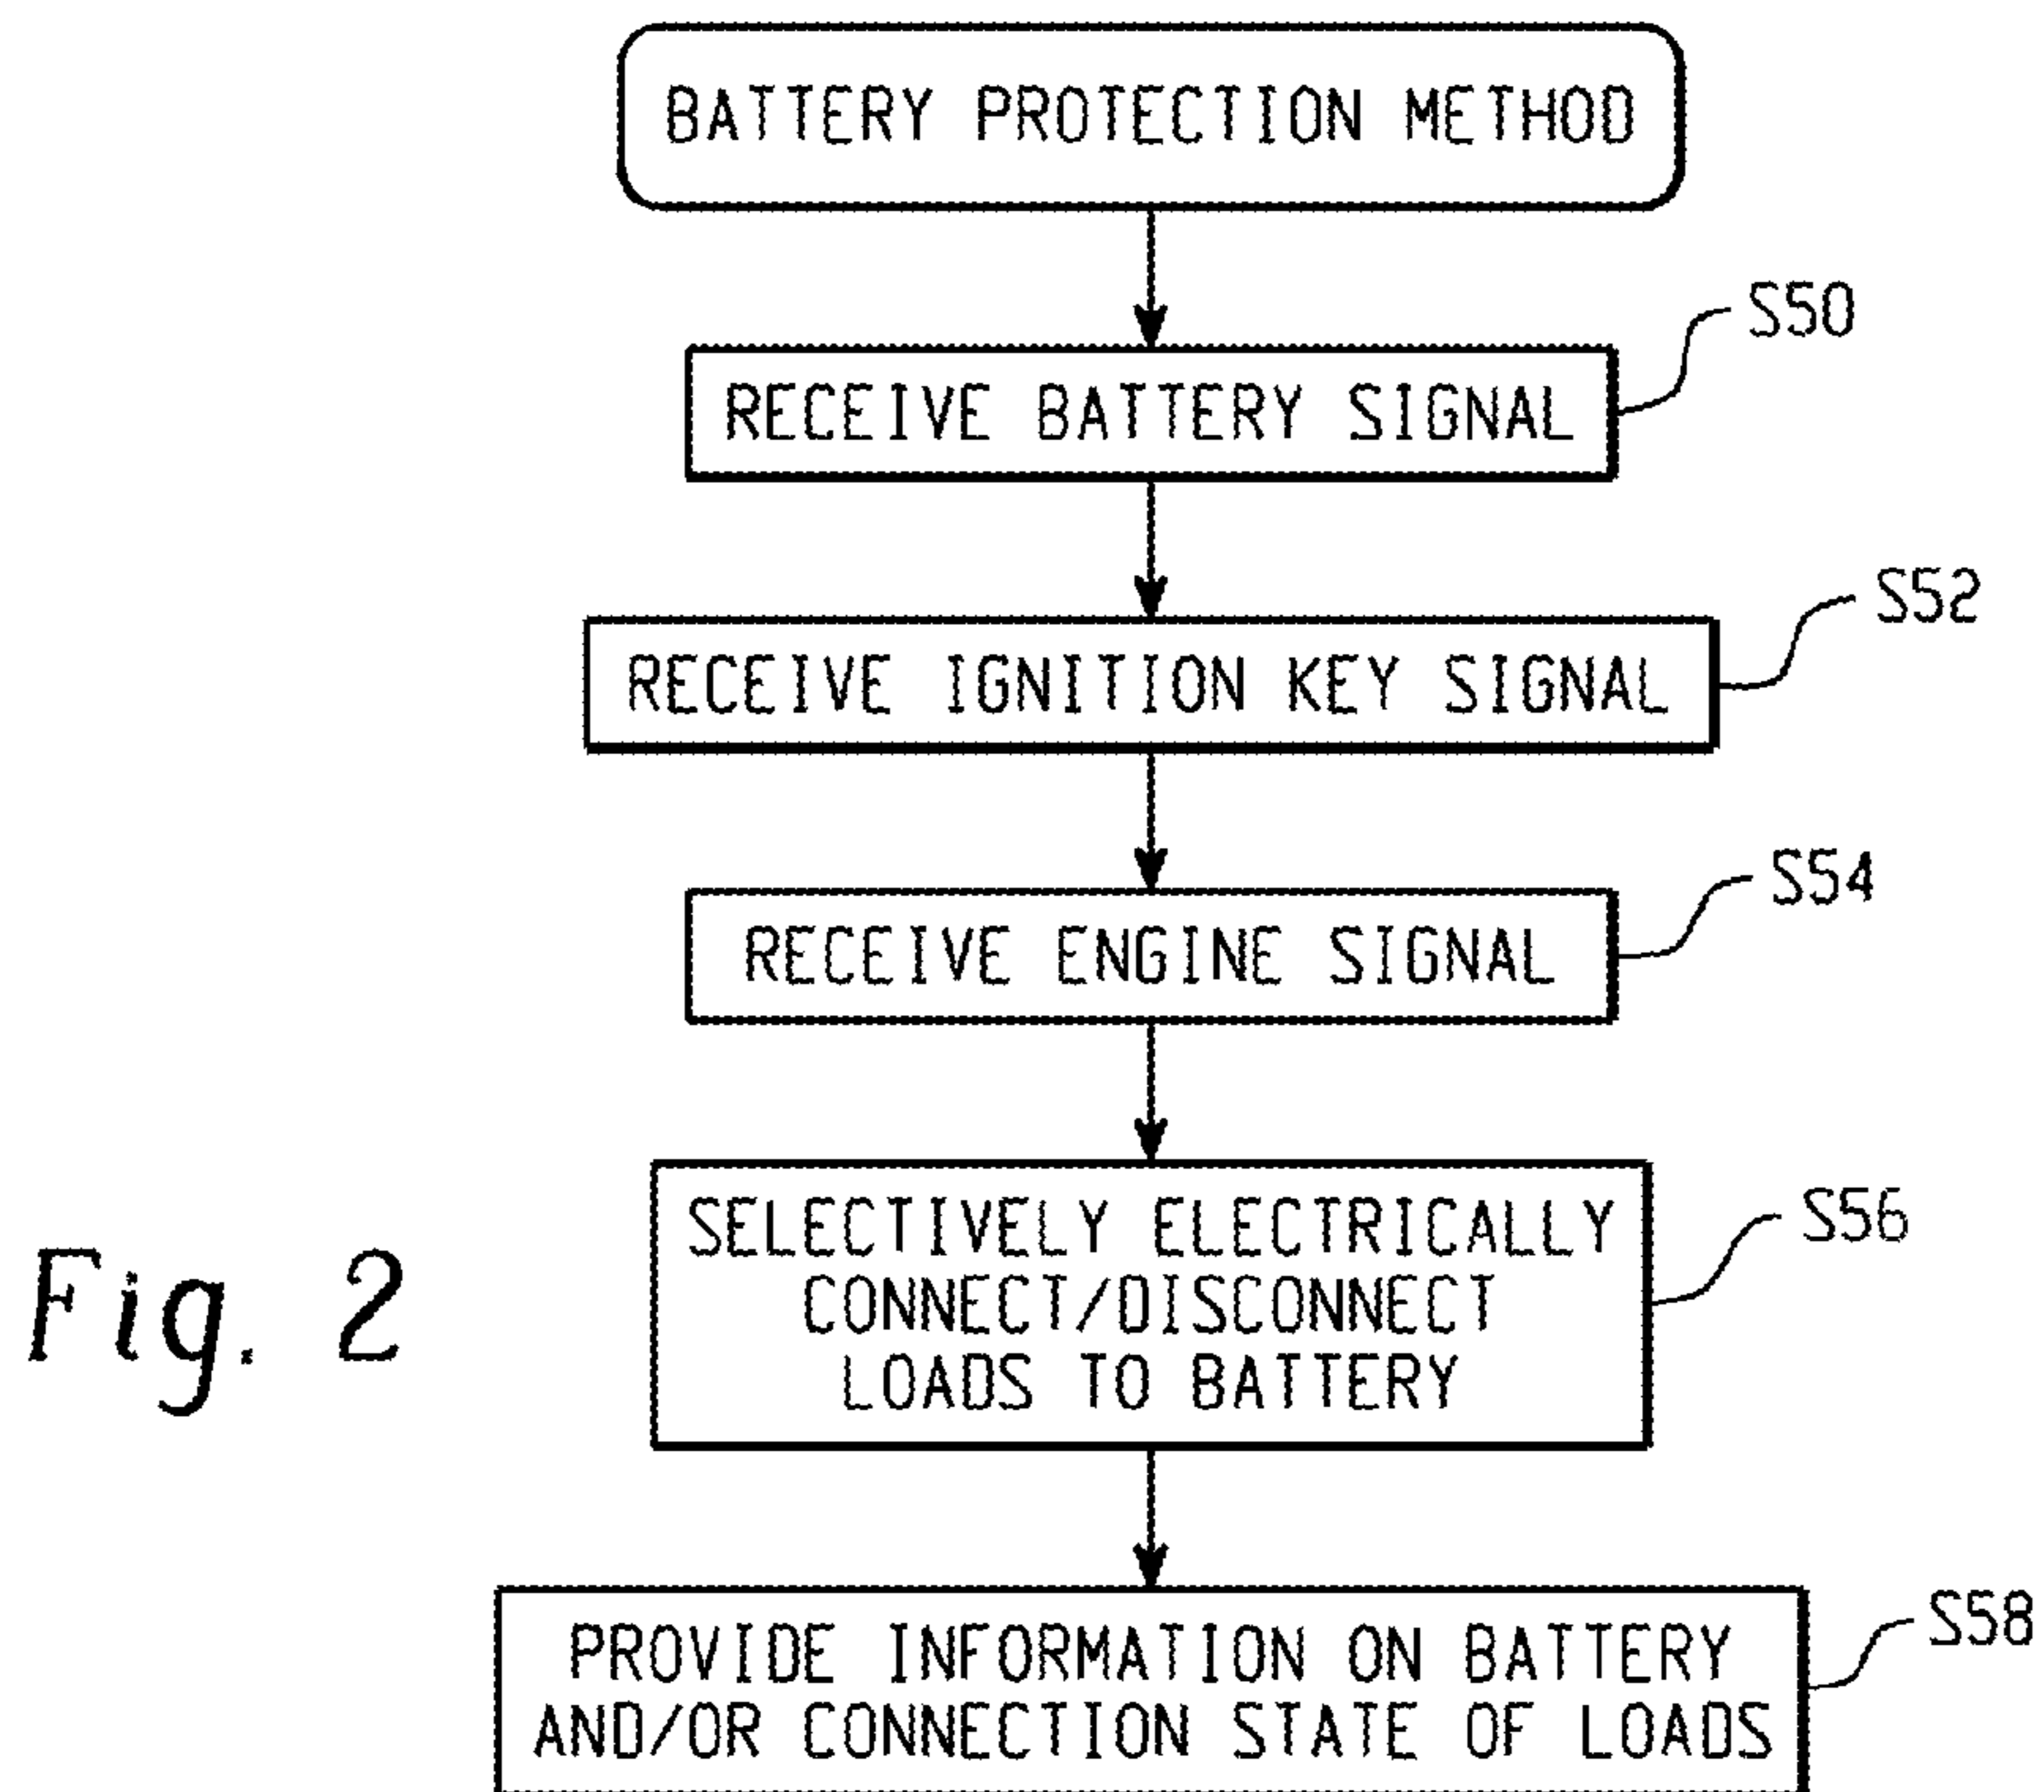 BATTERY PROTECTION METHOD
S50
RECEIVE BATTERY SIGNAL
S52
RECEIVE IGNITION KEY SIGNAL
S54
RECEIVE ENGINE SIGNAL
S56
SELECTIVELY ELECTRICALLY
CONNECT/DISCONNECT
LOADS TO BATTERY
Fig. 2
S58
PROVIDE INFORMATION ON BATTERY
AND/OR CONNECTION STATE OF LOADS